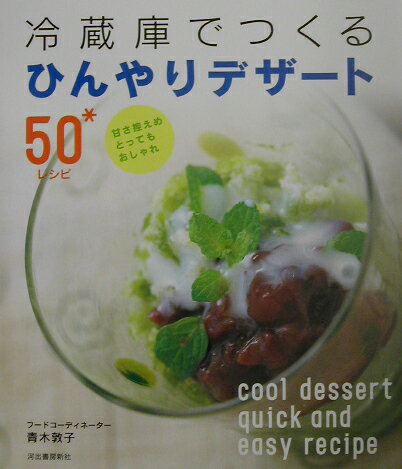 冷蔵庫でつくる
ひんやりデザート
50*
レシピ
甘さ控えめ
とっても
おしゃれ
cool dessert
quick and
easy recipe
フードコーディネーター
青木敦子
河出書房新社